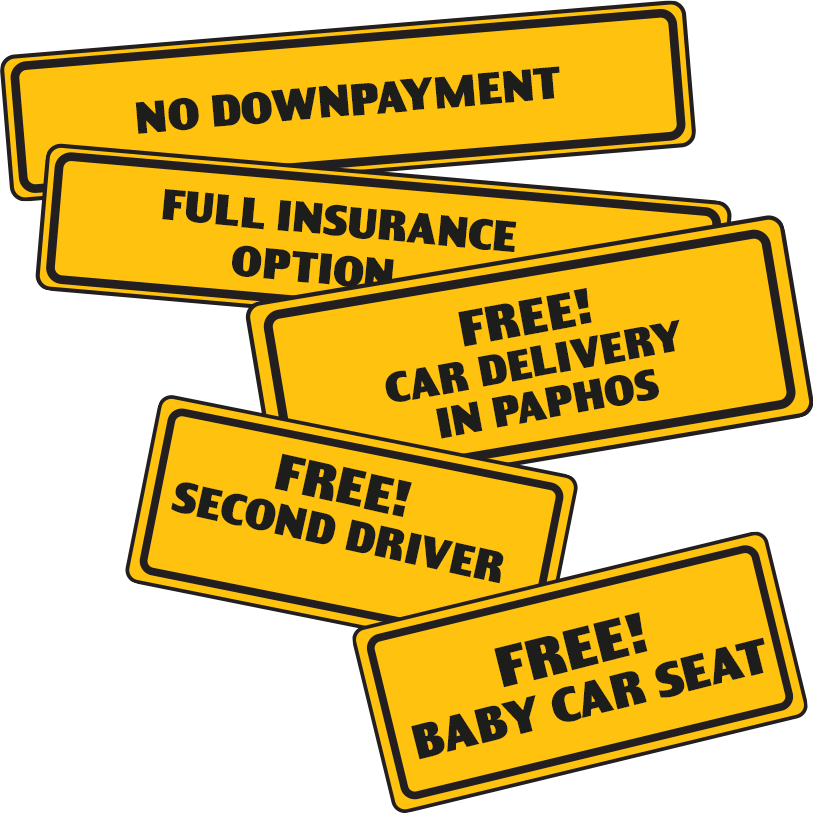 NO DOWNPAYMENT
FULL INSURANCE
OPTION
FREE!
CAR DELIVERY
IN PAPHOS
FREE!
SECOND DRIVER
FREE!
BABY CAR SEAT